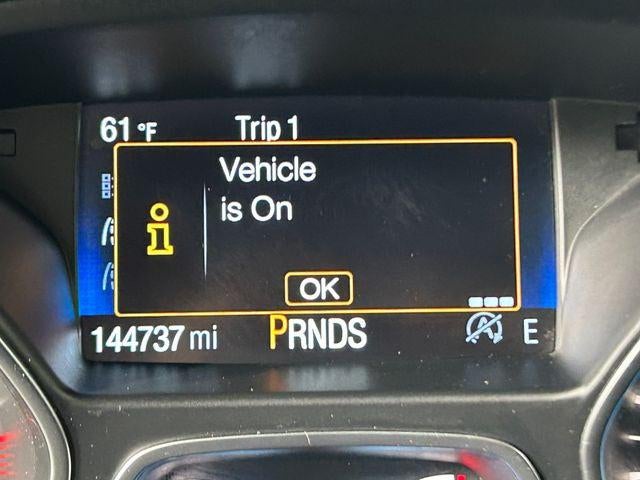 61 °F Trip 1
Vehicle
is On
OK
144737 mi PRNDS A E